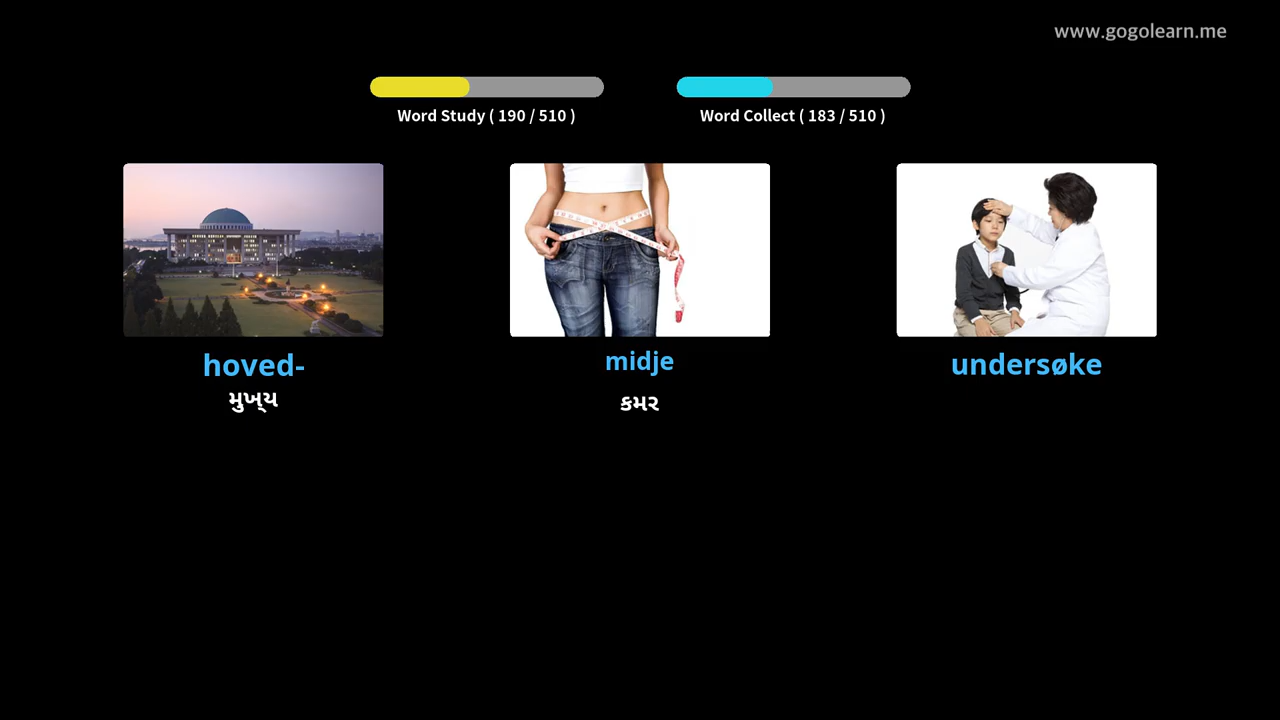 www.gogolearn.me
Word Study ( 190 / 510 )
Word Collect ( 183 / 510 )
hoved-
મુખ્ય
midje
કમર
undersøke